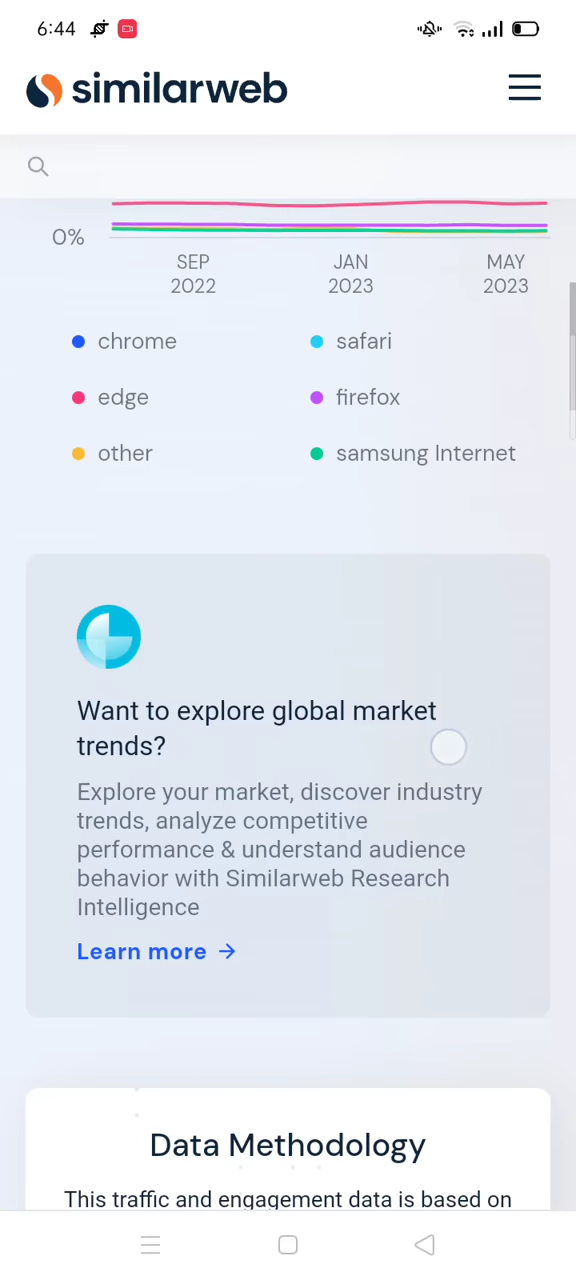 6:44
similarweb
0%
SEP
2022
JAN
2023
MAY
2023
chrome
safari
edge
firefox
other
samsung Internet
Want to explore global market
trends?
Explore your market, discover industry
trends, analyze competitive
performance & understand audience
behavior with Similarweb Research
Intelligence
Learn more →
Data Methodology
This traffic and engagement data is based on